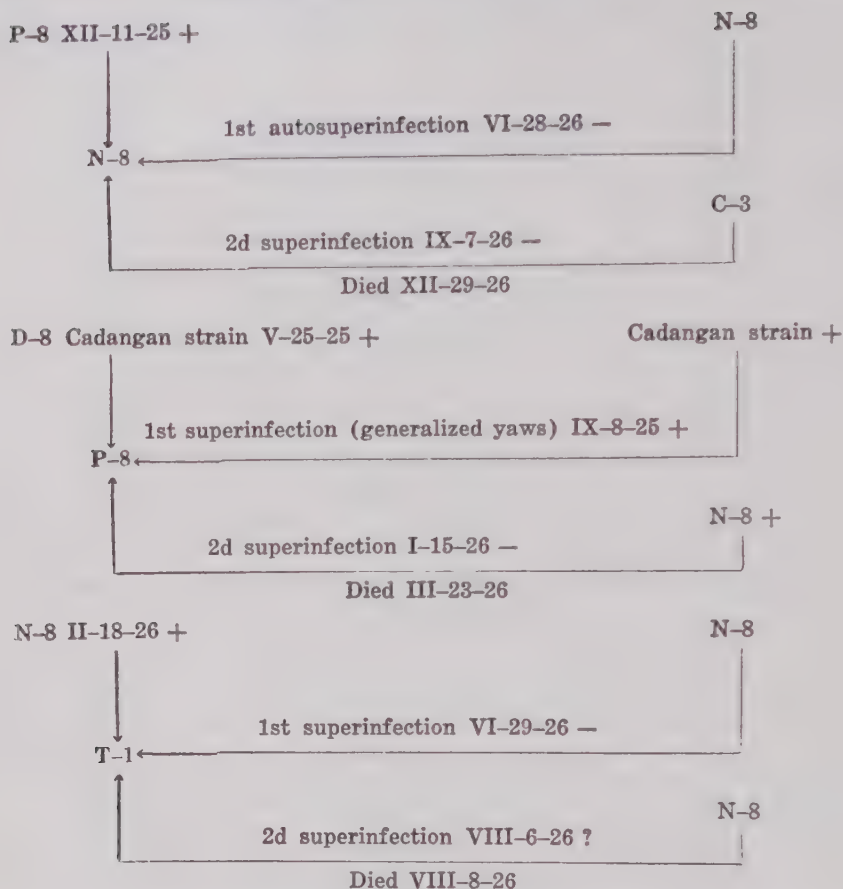 P–8 XII–11–25 + N–8
1st autosuperinfection VI–28–26 —
N–8
C–3
2d superinfection IX–7–26 —
Died XII–29–26
D–8 Cadangan strain V–25–25 + Cadangan strain +
1st superinfection (generalized yaws) IX–8–25 +
P–8
N–8 +
2d superinfection I–15–26 —
Died III–23–26
N–8 II–18–26 + N–8
1st superinfection VI–29–26 —
T–1
N–8
2d superinfection VIII–6–26 ?
Died VIII–8–26